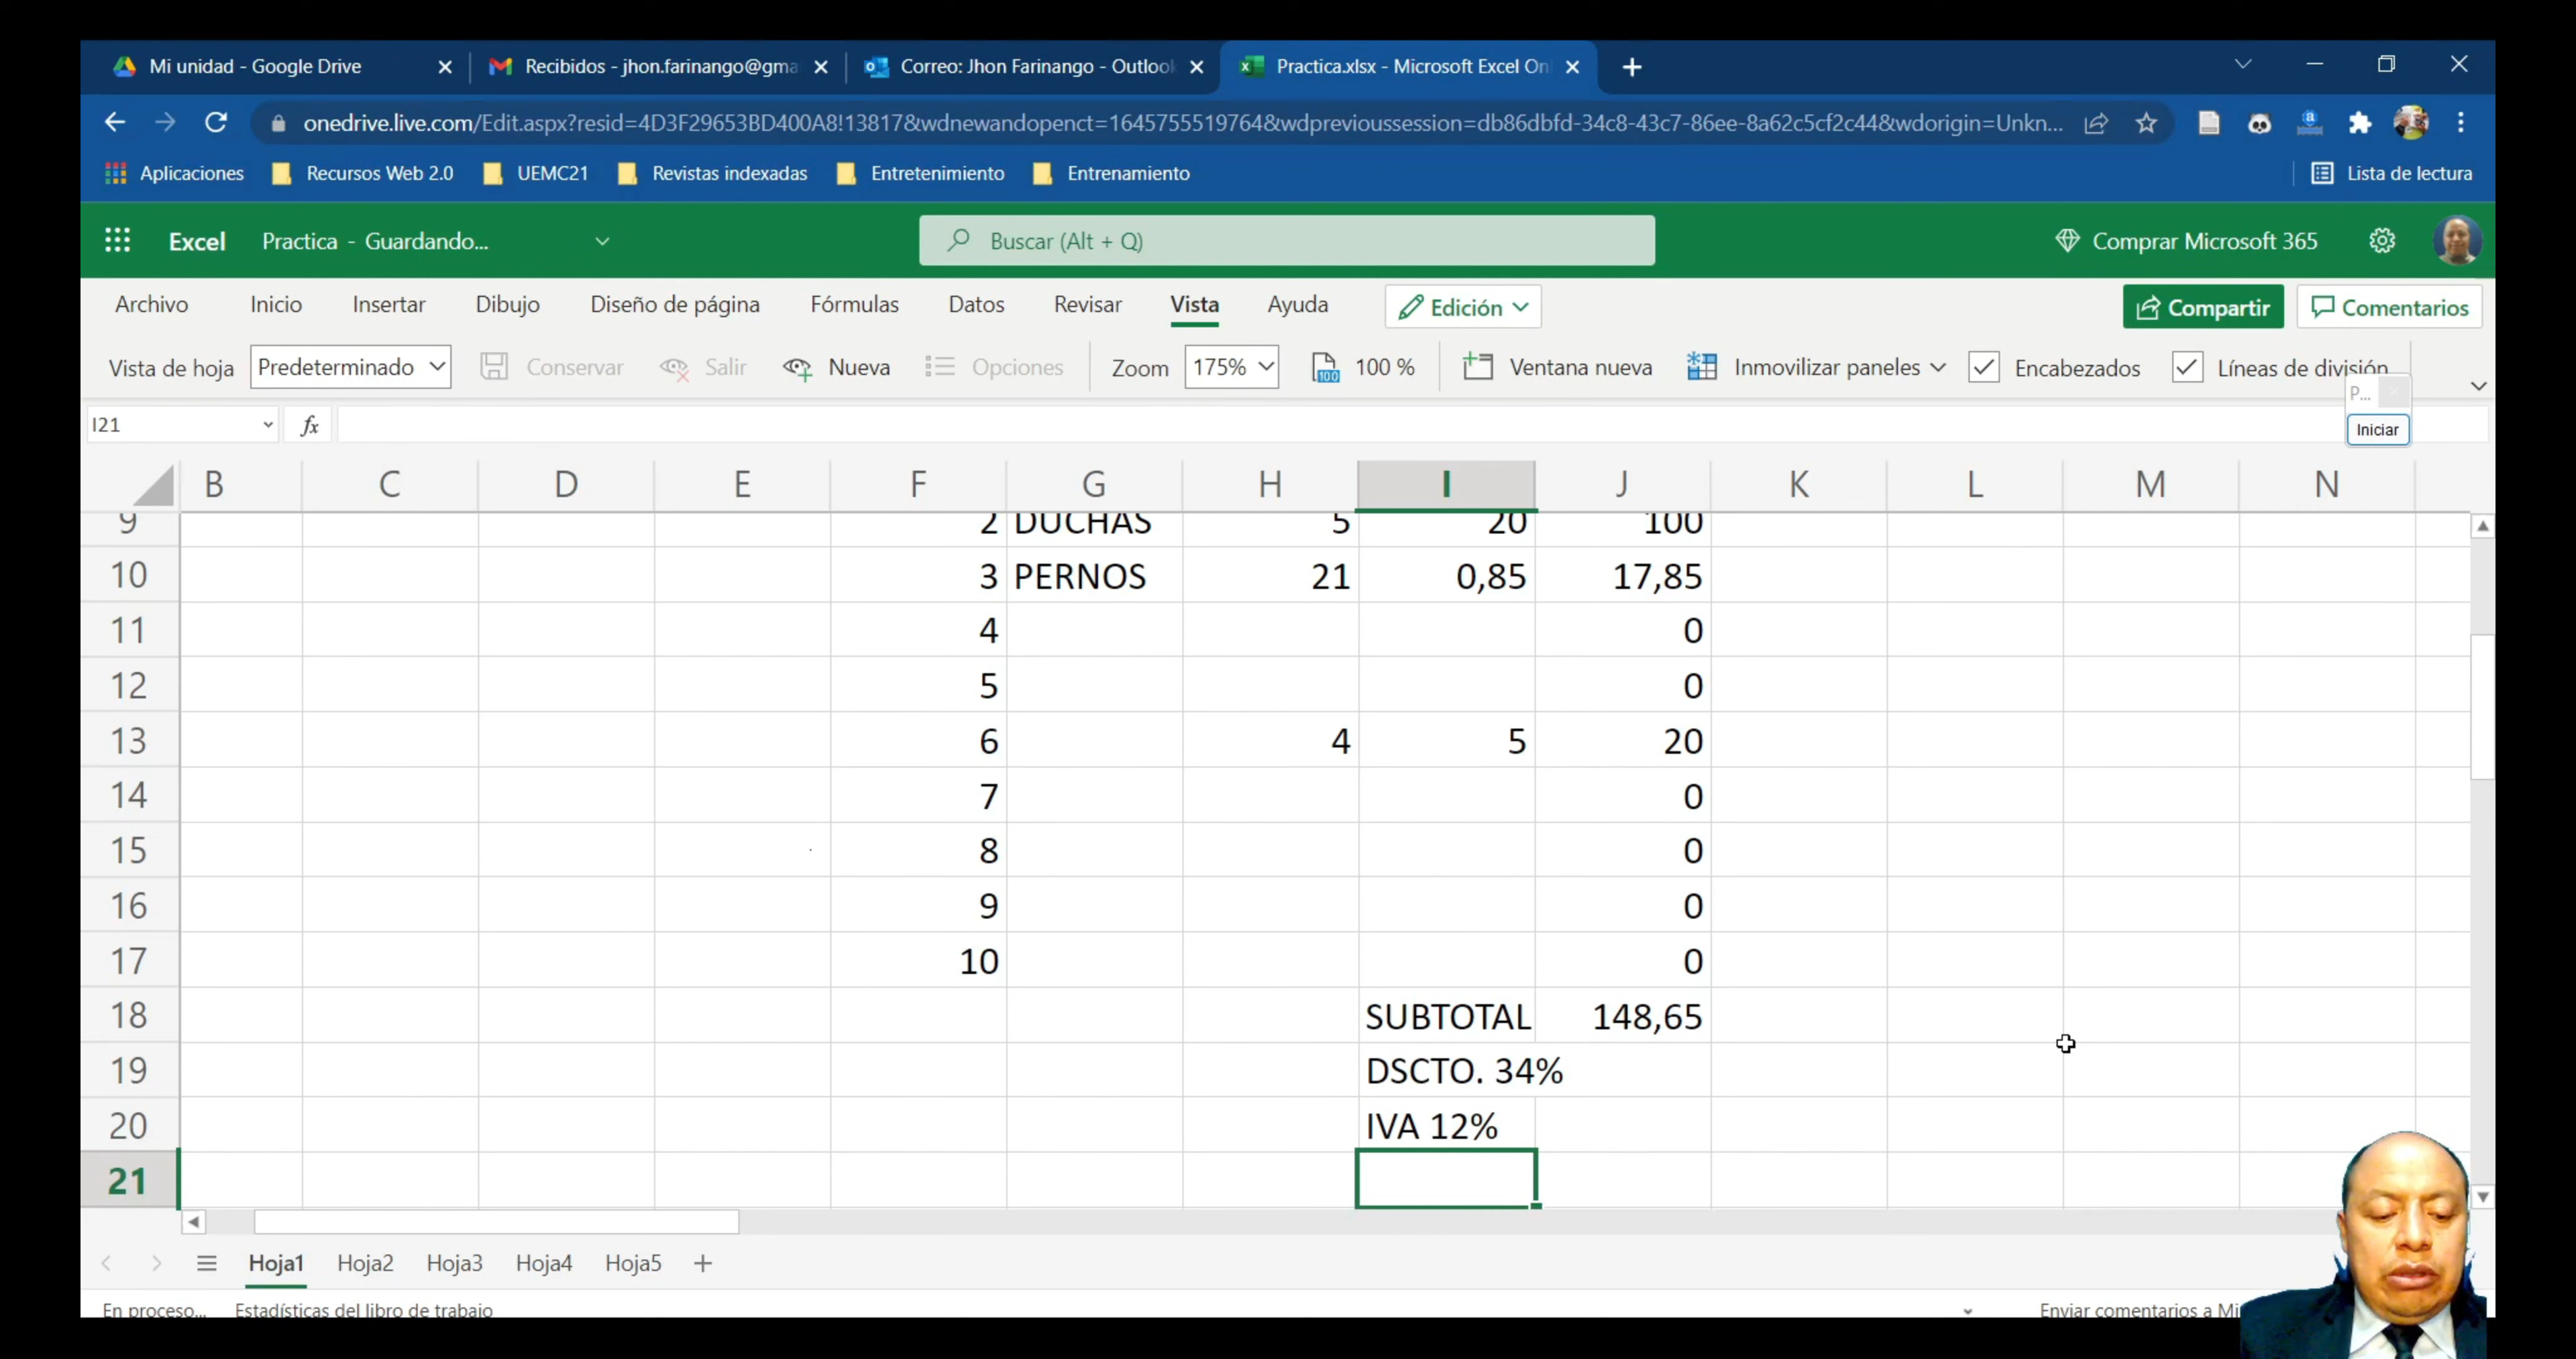 Mi unidad - Google Drive
Recibidos - jhon.farinango@gma
Correo: Jhon Farinango - Outlook
Practica.xlsx - Microsoft Excel On
onedrive.live.com/Edit.aspx?resid=4D3F29653BD400A8!13817&wdnewandopenct=1645755519764&wdprevioussession=db86dbfd-34c8-43c7-86ee-8a62c5cf2c44&wdorigin=Unkn...
Aplicaciones Recursos Web 2.0 UEMC21 Revistas indexadas Entretenimiento Entrenamiento Lista de lectura
Excel Practica - Guardando... Buscar (Alt + Q) Comprar Microsoft 365
Archivo Inicio Insertar Dibujo Diseño de página Fórmulas Datos Revisar Vista Ayuda Edición Compartir Comentarios
Vista de hoja Predeterminado Conservar Salir Nueva Opciones Zoom 175% 100 % Ventana nueva Inmovilizar paneles Encabezados Líneas de división
P...
I21 fx Iniciar
B C D E F G H I J K L M N
9 2 DUCHAS 5 20 100
10 3 PERNOS 21 0,85 17,85
11 4 0
12 5 0
13 6 4 5 20
14 7 0
15 8 0
16 9 0
17 10 0
18 SUBTOTAL 148,65
19 DSCTO. 34%
20 IVA 12%
21
Hoja1 Hoja2 Hoja3 Hoja4 Hoja5
En proceso... Estadísticas del libro de trabajo Enviar comentarios a Mi